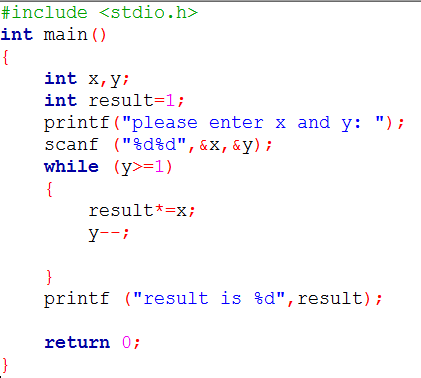 #include <stdio.h>
int main()
{
    int x,y;
    int result=1;
    printf("please enter x and y: ");
    scanf ("%d%d",&x,&y);
    while (y>=1)
    {
        result*=x;
        y--;

    }
    printf ("result is %d",result);

    return 0;
}